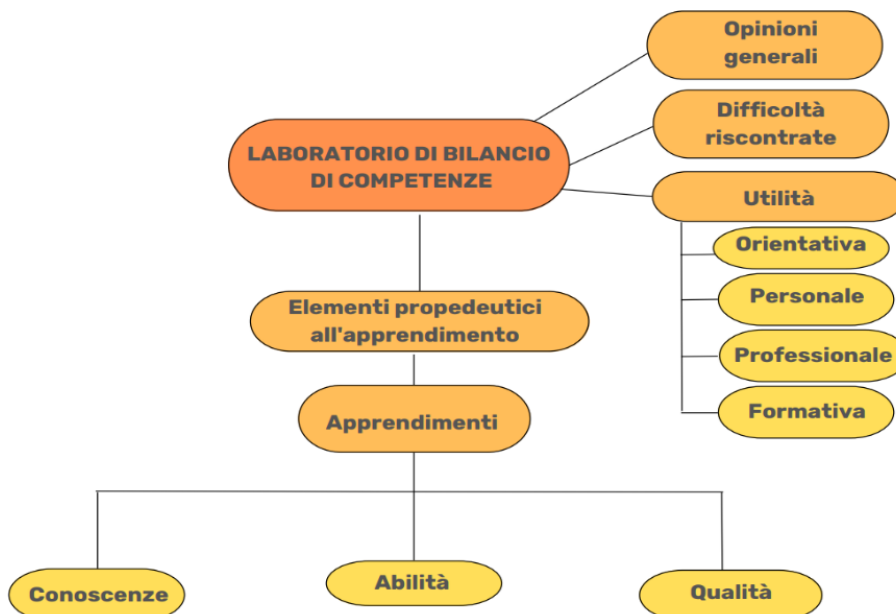 Opinioni
generali
Difficoltà
riscontrate
LABORATORIO DI BILANCIO
DI COMPETENZE
Utilità
Orientativa
Personale
Professionale
Formativa
Elementi propedeutici
all'apprendimento
Apprendimenti
Conoscenze
Abilità
Qualità